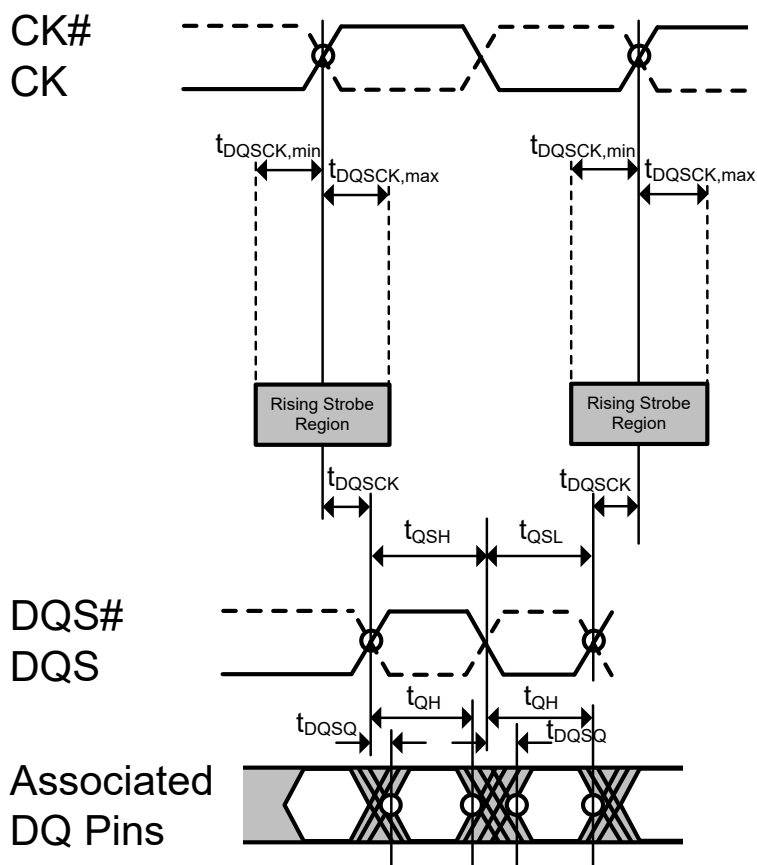 CK#
CK
tDQSCK,min
tDQSCK,min
tDQSCK,max
tDQSCK,max
Rising Strobe
Region
Rising Strobe
Region
tDQSCK
tDQSCK
tQSH
tQSL
DQS#
DQS
tQH
tQH
tDQSQ
tDQSQ
Associated
DQ Pins